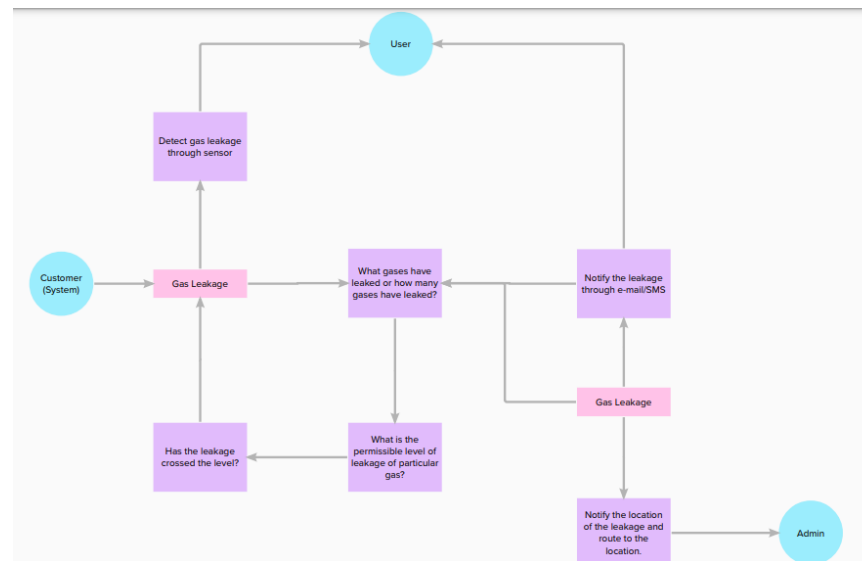 User
Detect gas leakage
through sensor
Customer
(System)
Gas Leakage
What gases have
leaked or how many
gases have leaked?
Notify the leakage
through e-mail/SMS
Gas Leakage
Has the leakage
crossed the level?
What is the
permissible level of
leakage of particular
gas?
Notify the location
of the leakage and
route to the
location.
Admin